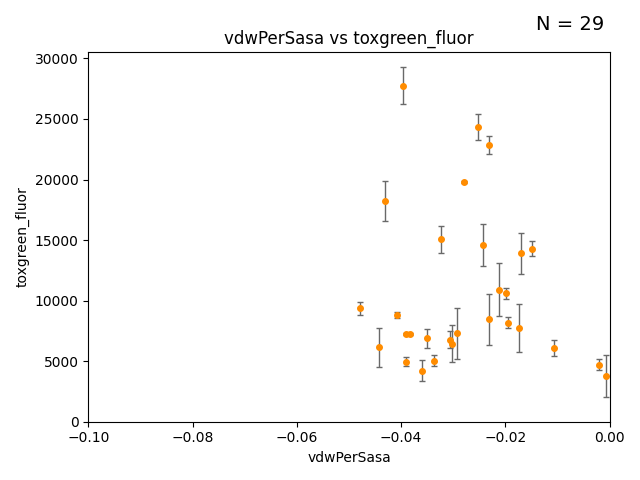 N = 29
vdwPerSasa vs toxgreen_fluor
30000
25000
20000
15000
10000
5000
0
toxgreen_fluor
−0.10 −0.08 −0.06 −0.04 −0.02 0.00
vdwPerSasa